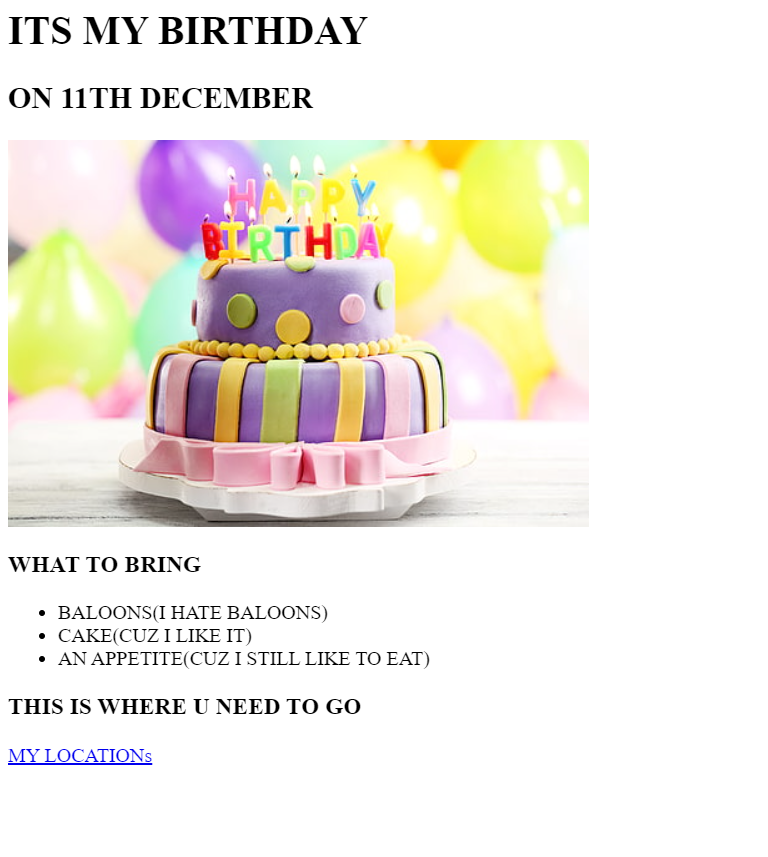 ITS MY BIRTHDAY
ON 11TH DECEMBER
HAPPY
BIRTHDAY
WHAT TO BRING
BALOONS(I HATE BALOONS)
CAKE(CUZ I LIKE IT)
AN APPETITE(CUZ I STILL LIKE TO EAT)
THIS IS WHERE U NEED TO GO
MY LOCATIONs